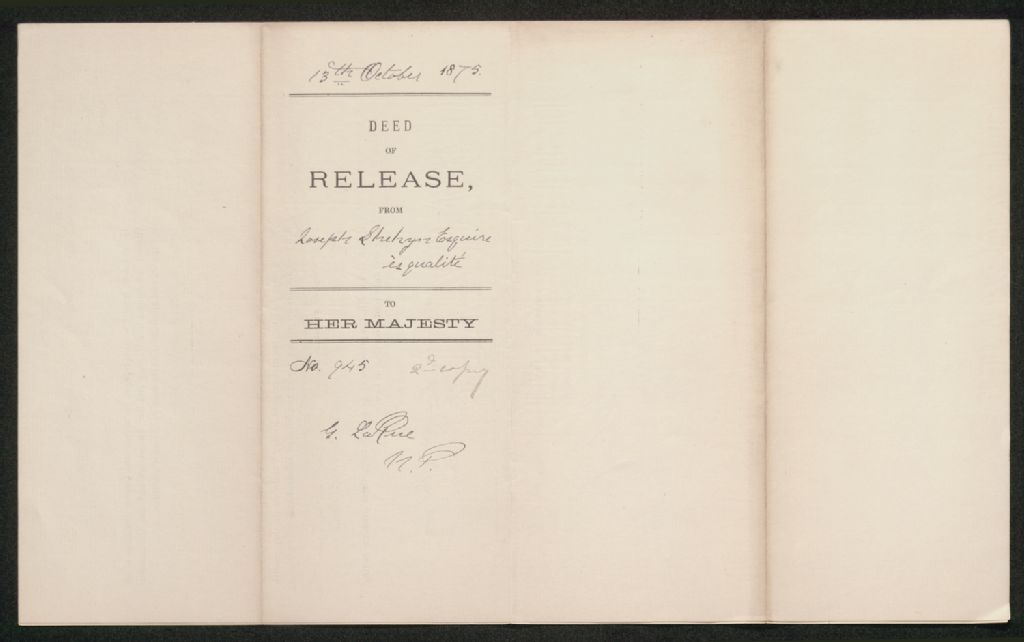 13th October 1875.
DEED
OF
RELEASE,
FROM
Joseph Esquire
ès qualité
TO
HER MAJESTY
No. 945 2d copy
G. LaRue
N.P.